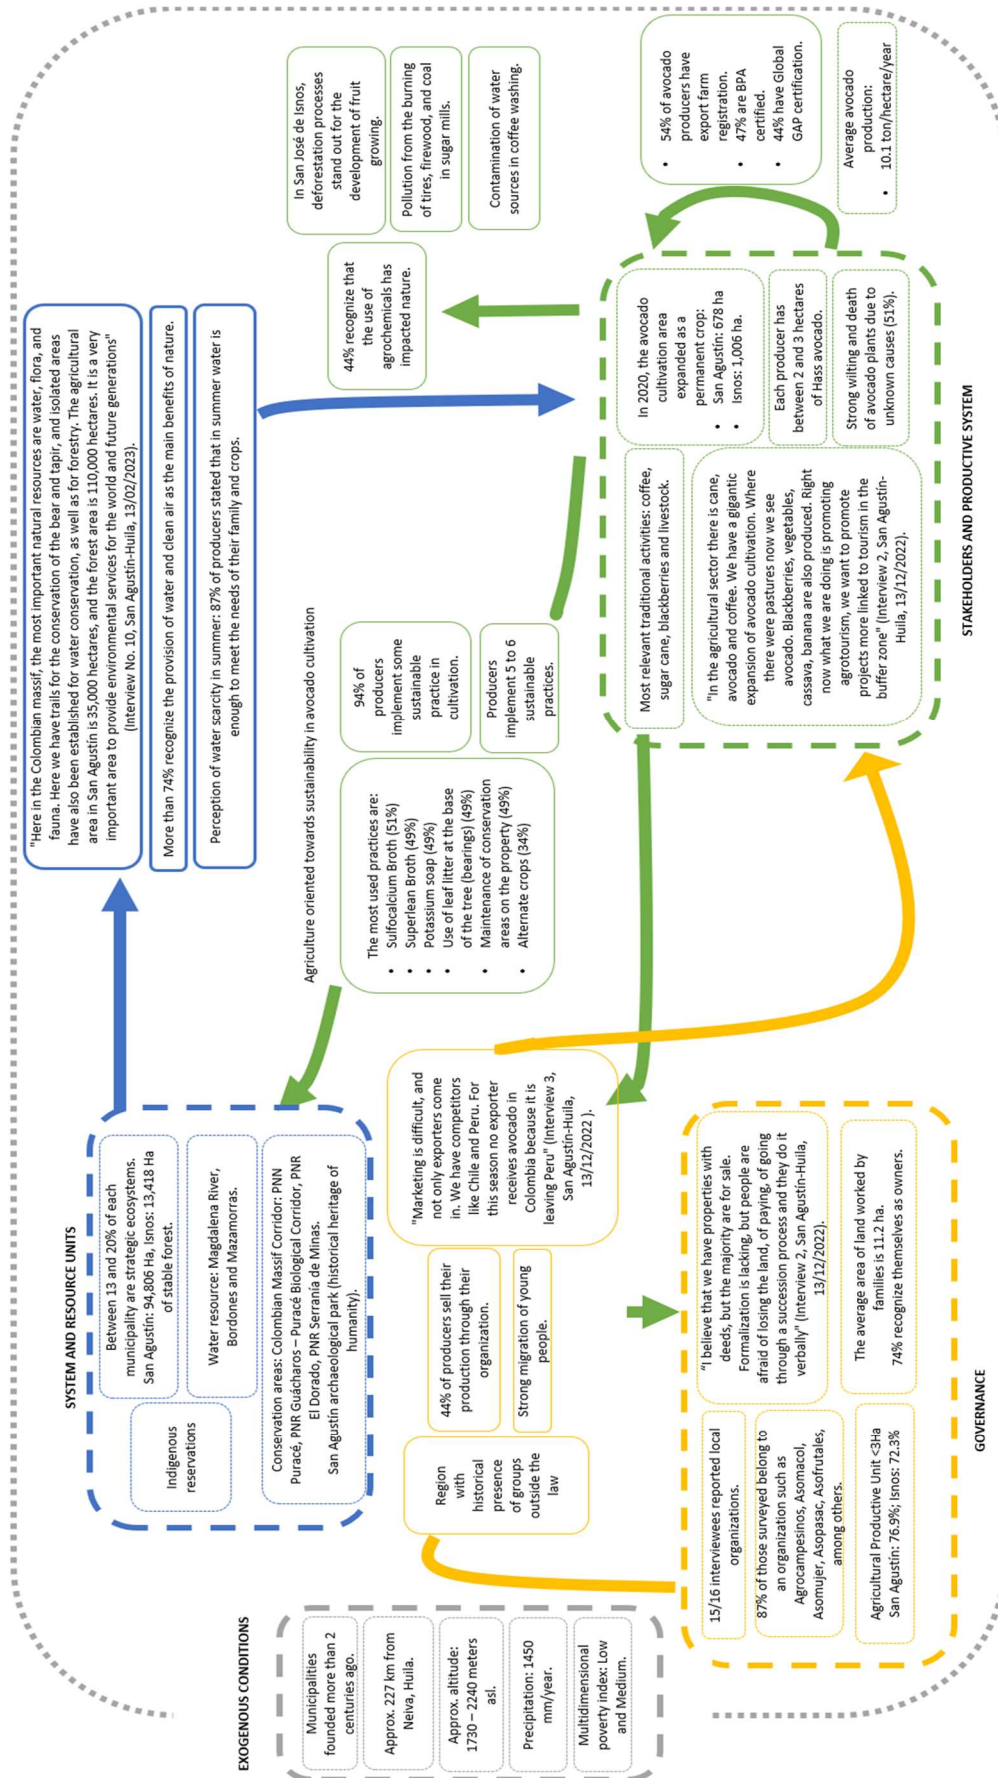 EXOGENOUS CONDITIONS
Municipalities
founded more than 2
centuries ago.
Approx. 227 km from
Neiva, Huila.
Approx. altitude:
1730 – 2240 meters
asl.
Precipitation: 1450
mm/year.
Multidimensional
poverty index: Low
and Medium.
SYSTEM AND RESOURCE UNITS
Indigenous
reservations
Between 13 and 20% of each
municipality are strategic ecosystems.
San Agustín: 94,806 Ha, Isnos: 13,418 Ha
of stable forest.
Water resource: Magdalena River,
Bordones and Mazamorras.
Conservation areas: Colombian Massif Corridor: PNN
Puracé, PNR Guácharos – Puracé Biological Corridor, PNR
El Dorado, PNR Serrania de Minas.
San Agustín archaeological park (historical heritage of
humanity).
"Here in the Colombian massif, the most important natural resources are water, flora, and
fauna. Here we have trails for the conservation of the bear and tapir, and isolated areas
have also been established for water conservation, as well as for forestry. The agricultural
area in San Agustín is 35,000 hectares, and the forest area is 110,000 hectares. It is a very
important area to provide environmental services for the world and future generations"
(Interview No. 10, San Agustín-Huila, 13/02/2023).
More than 74% recognize the provision of water and clean air as the main benefits of nature.
Perception of water scarcity in summer: 87% of producers stated that in summer water is
enough to meet the needs of their family and crops.
In San José de Isnos,
deforestation processes
stand out for the
development of fruit
growing.
Pollution from the burning
of tires, firewood, and coal
in sugar mills.
Contamination of water
sources in coffee washing.
44% recognize that
the use of
agrochemicals has
impacted nature.
Agriculture oriented towards sustainability in avocado cultivation
The most used practices are:
• Sulfocalcium Broth (51%)
• Superlean Broth (49%)
• Potassium soap (49%)
• Use of leaf litter at the base
of the tree (bearings) (49%)
• Maintenance of conservation
areas on the property (49%)
• Alternate crops (34%)
94% of
producers
implement some
sustainable
practice in
cultivation.
Producers
implement 5 to 6
sustainable
practices.
Region
with
historical
presence
of groups
outside the
law
44% of producers sell their
production through their
organization.
Strong migration of young
people.
"Marketing is difficult, and
not only exporters come
in. We have competitors
like Chile and Peru. For
this season no exporter
receives avocado in
Colombia because it is
leaving Peru" (Interview 3,
San Agustín-Huila,
13/12/2022 ).
Most relevant traditional activities: coffee,
sugar cane, blackberries and livestock.
"In the agricultural sector there is cane,
avocado and coffee. We have a gigantic
expansion of avocado cultivation. Where
there were pastures now we see
avocado. Blackberries, vegetables,
cassava, banana are also produced. Right
now what we are doing is promoting
agrotourism, we want to promote
projects more linked to tourism in the
buffer zone" (Interview 2, San Agustín-
Huila, 13/12/2022).
In 2020, the avocado
cultivation area
expanded as a
permanent crop:
• San Agustín: 678 ha
• Isnos: 1,006 ha.
Each producer has
between 2 and 3 hectares
of Hass avocado.
Strong wilting and death
of avocado plants due to
unknown causes (51%).
STAKEHOLDERS AND PRODUCTIVE SYSTEM
• 54% of avocado
producers have
export farm
registration.
• 47% are BPA
certified.
• 44% have Global
GAP certification.
Average avocado
production:
• 10.1 ton/hectare/year
15/16 interviewees reported local
organizations.
87% of those surveyed belong to
an organization such as
Agrocampesinos, Asomacol,
Asomujer, Asopasac, Asofrutales,
among others.
Agricultural Productive Unit <3Ha
San Agustín: 76.9%; Isnos: 72.3%
"I believe that we have properties with
deeds, but the majority are for sale.
Formalization is lacking, but people are
afraid of losing the land, of paying, of going
through a succession process and they do it
verbally" (Interview 2, San Agustín-Huila,
13/12/2022).
The average area of land worked by
families is 11.2 ha.
74% recognize themselves as owners.
GOVERNANCE